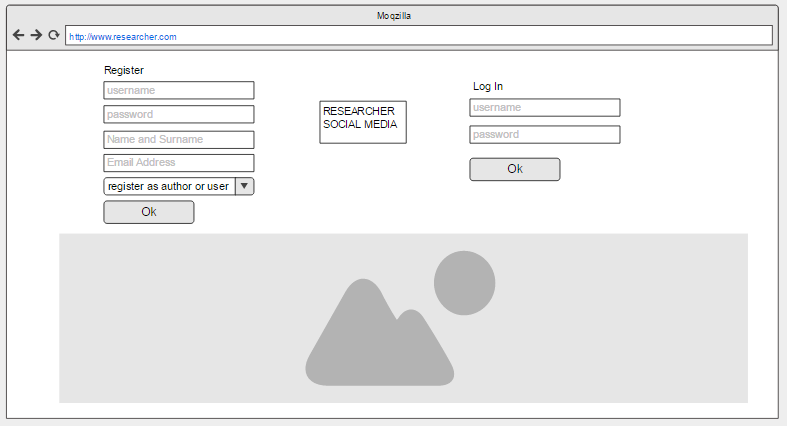 Moqzilla
http://www.researcher.com
Register
username
password
Name and Surname
Email Address
register as author or user
Ok
RESEARCHER
SOCIAL MEDIA
Log In
username
password
Ok